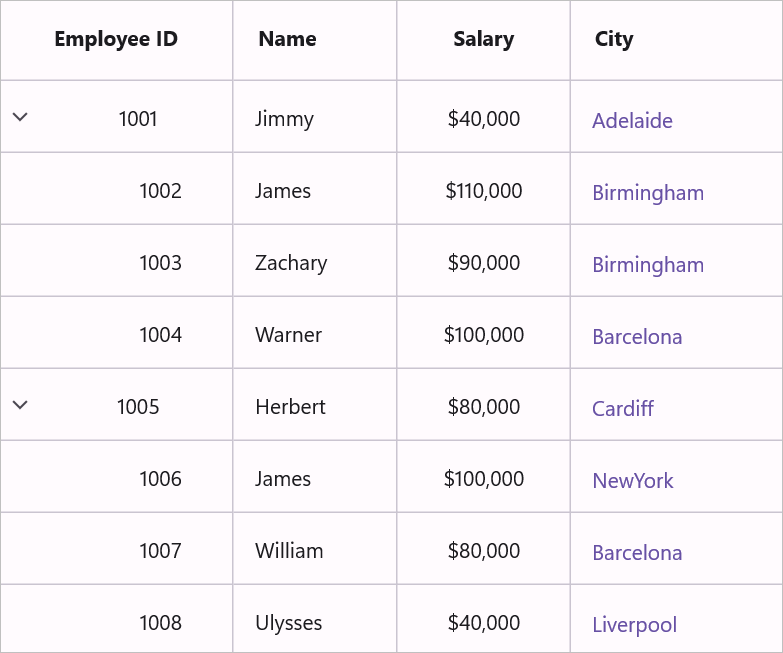 Employee ID Name Salary City
1001 Jimmy $40,000 Adelaide
1002 James $110,000 Birmingham
1003 Zachary $90,000 Birmingham
1004 Warner $100,000 Barcelona
1005 Herbert $80,000 Cardiff
1006 James $100,000 NewYork
1007 William $80,000 Barcelona
1008 Ulysses $40,000 Liverpool